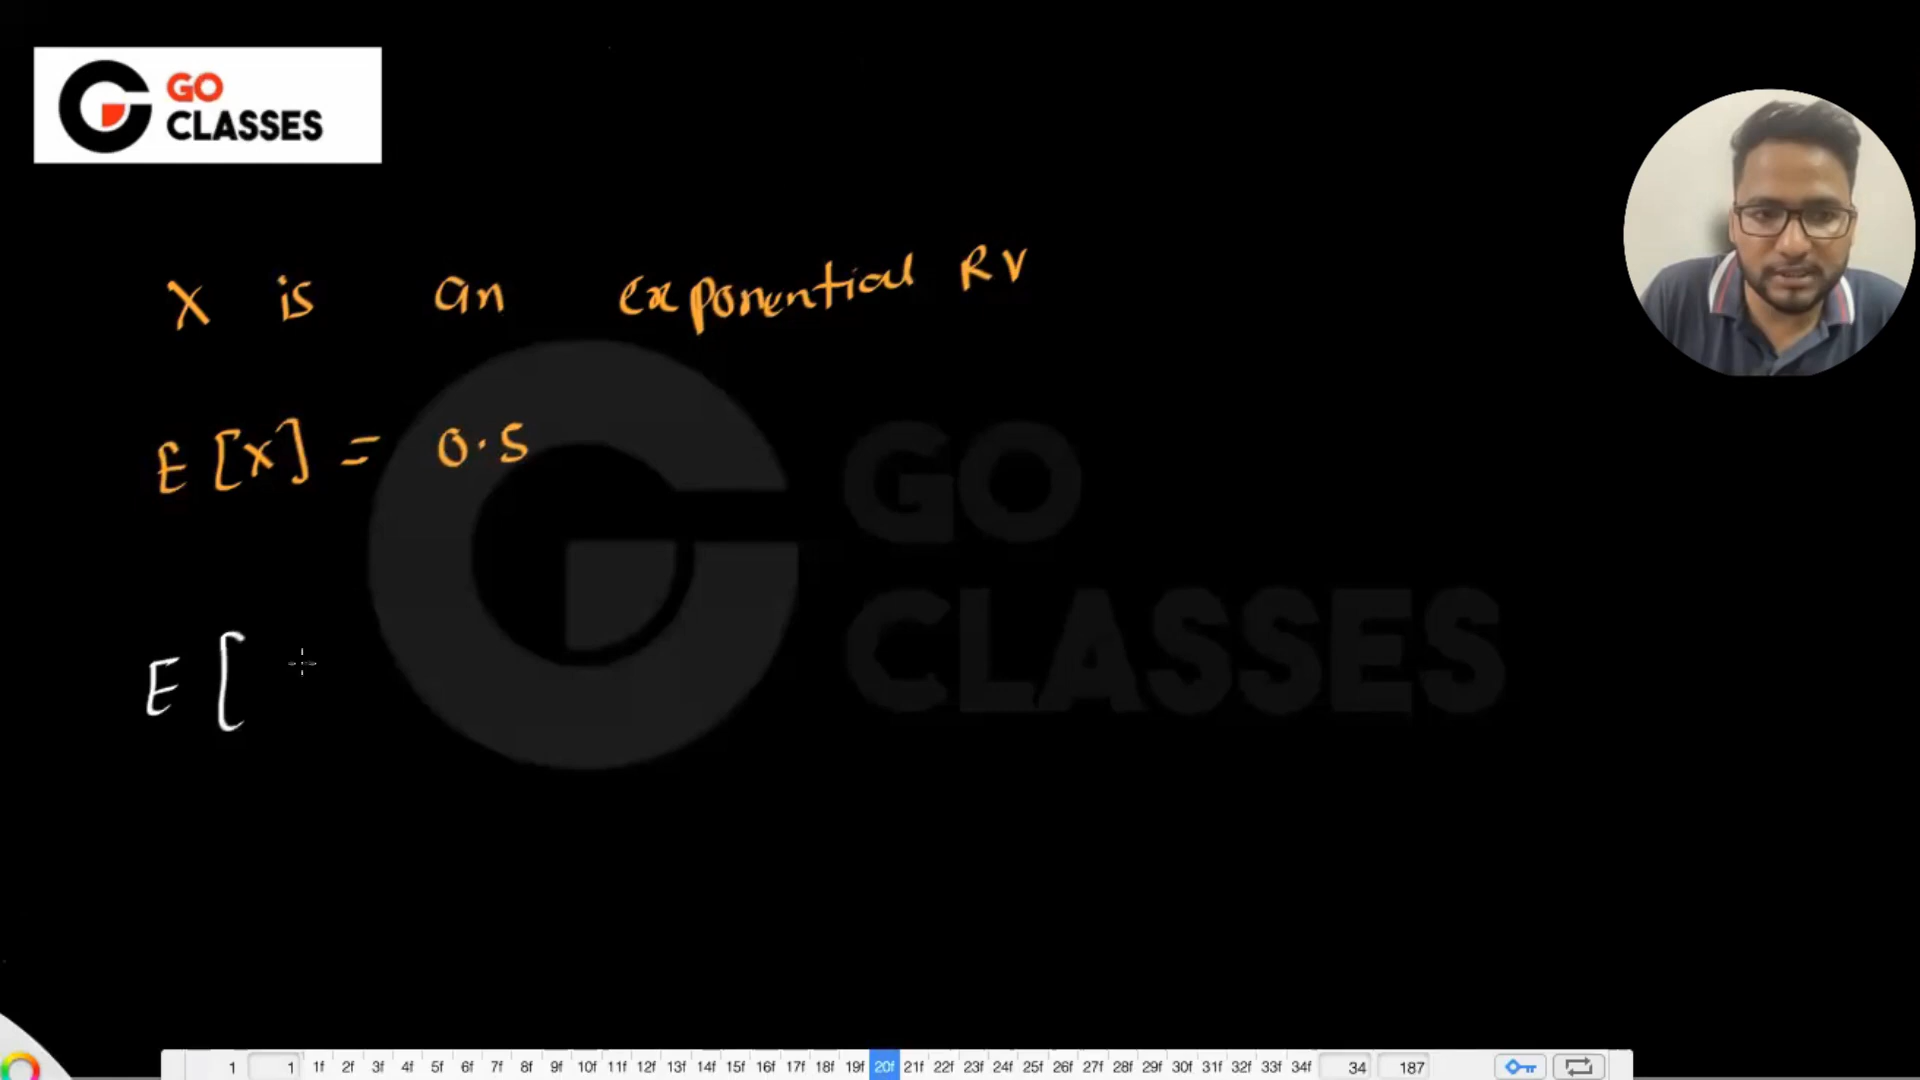 GO
CLASSES
X is an exponential RV
E[X] = 0.5
GO
CLASSES
E [
1 1 1f 2f 3f 4f 5f 6f 7f 8f 9f 10f 11f 12f 13f 14f 15f 16f 17f 18f 19f 20f 21f 22f 23f 24f 25f 26f 27f 28f 29f 30f 31f 32f 33f 34f 34 187